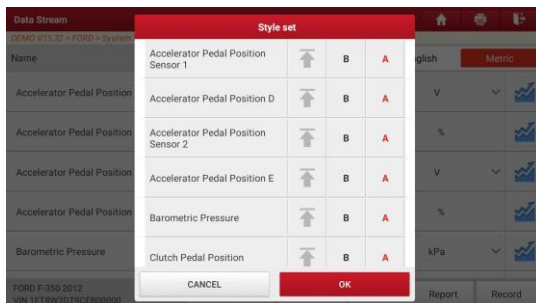 Data Stream
Style set
DEMO V15.32 > FORD > System
Name
glish
Metric
Accelerator Pedal Position
Sensor 1
B
A
Accelerator Pedal Position
V
Accelerator Pedal Position D
B
A
Accelerator Pedal Position
%
Accelerator Pedal Position
Sensor 2
B
A
Accelerator Pedal Position
V
Accelerator Pedal Position E
B
A
Accelerator Pedal Position
%
Barometric Pressure
B
A
Barometric Pressure
kPa
Clutch Pedal Position
B
A
FORD F-350 2012
CANCEL
OK
Report
Record